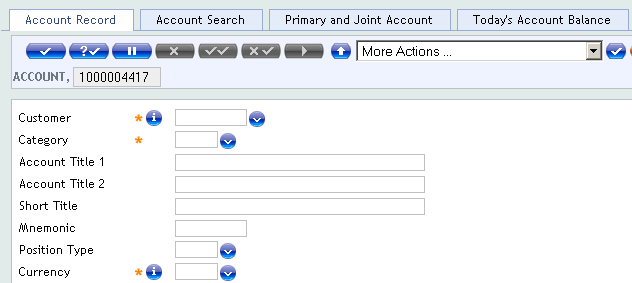 Account Record Account Search Primary and Joint Account Today's Account Balance
? More Actions ...
ACCOUNT, 1000004417
Customer * i
Category *
Account Title 1
Account Title 2
Short Title
Mnemonic
Position Type
Currency * i